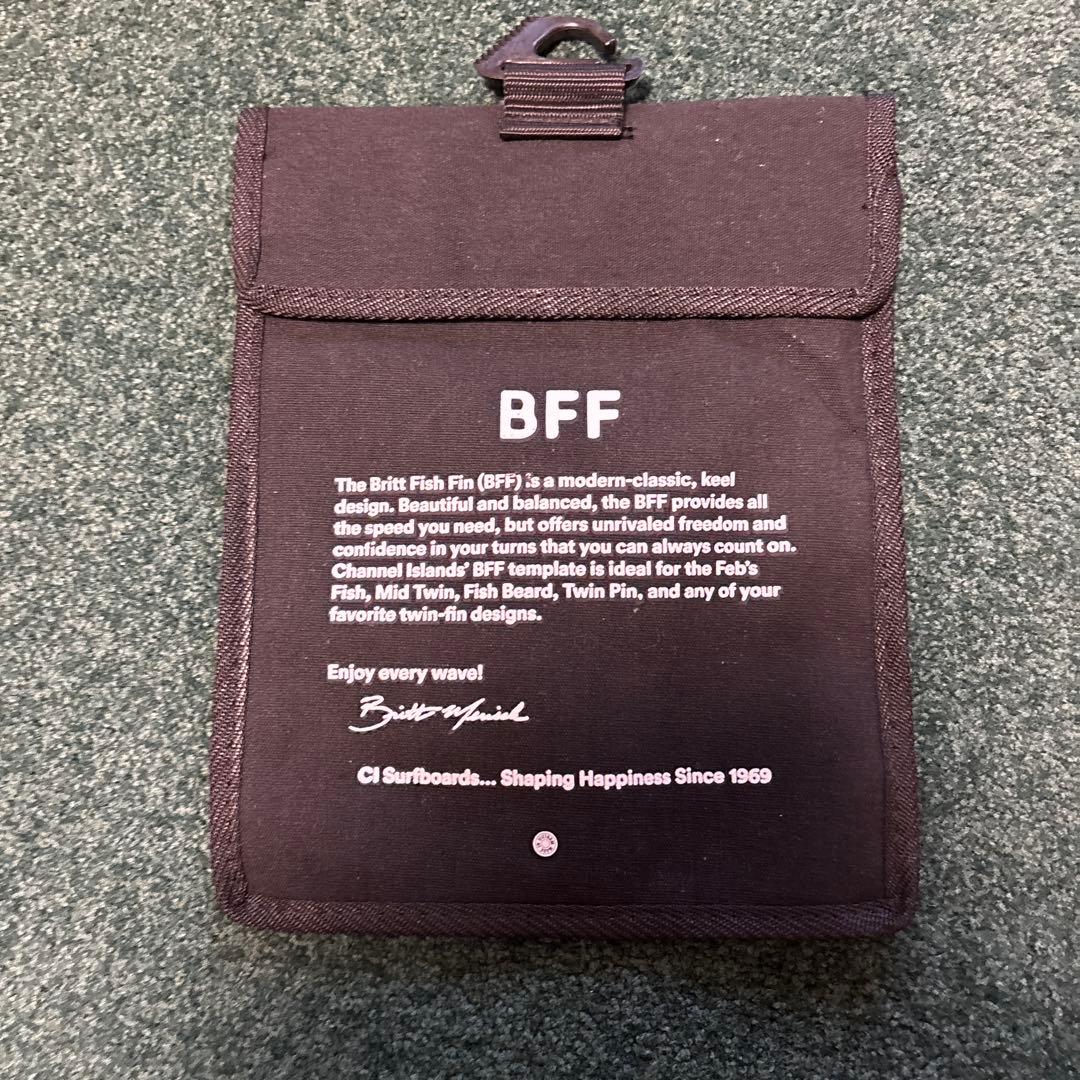 BFF
The Britt Fish Fin (BFF) is a modern-classic, keel
design. Beautiful and balanced, the BFF provides all
the speed you need, but offers unrivaled freedom and
confidence in your turns that you can always count on.
Channel Islands' BFF template is ideal for the Feb's
Fish, Mid Twin, Fish Beard, Twin Pin, and any of your
favorite twin-fin designs.
Enjoy every wave!
Britt Merrick
CI Surfboards... Shaping Happiness Since 1969